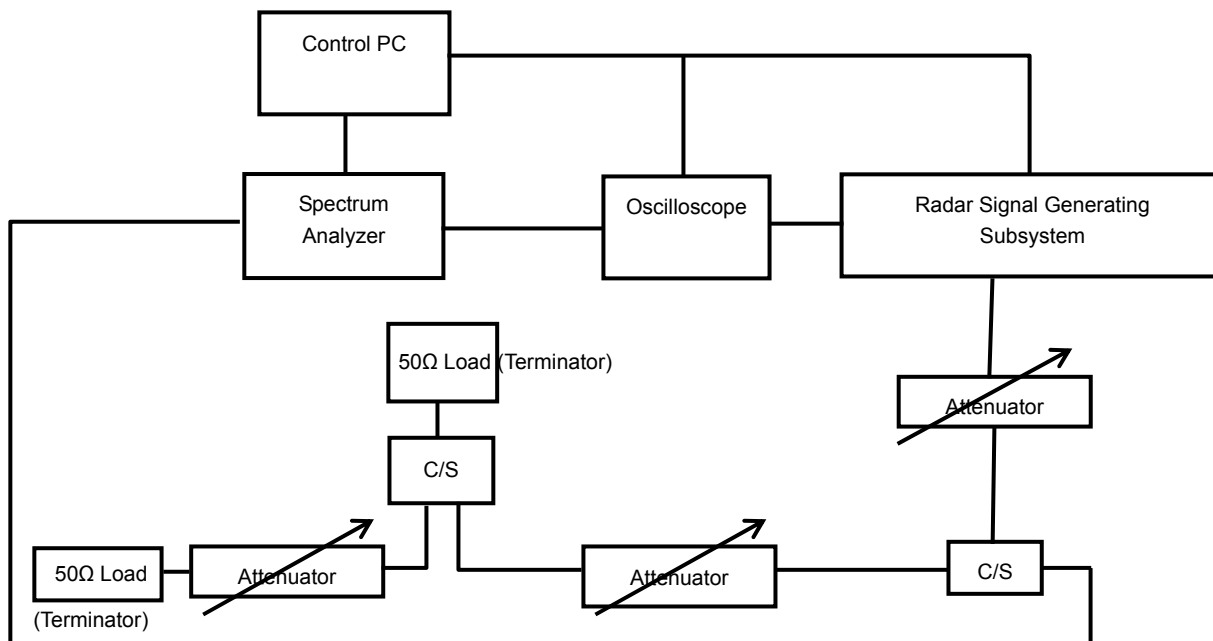 Control PC
Spectrum
Analyzer
Oscilloscope
Radar Signal Generating
Subsystem
50Ω Load (Terminator)
Attenuator
C/S
50Ω Load
(Terminator)
Attenuator
Attenuator
C/S